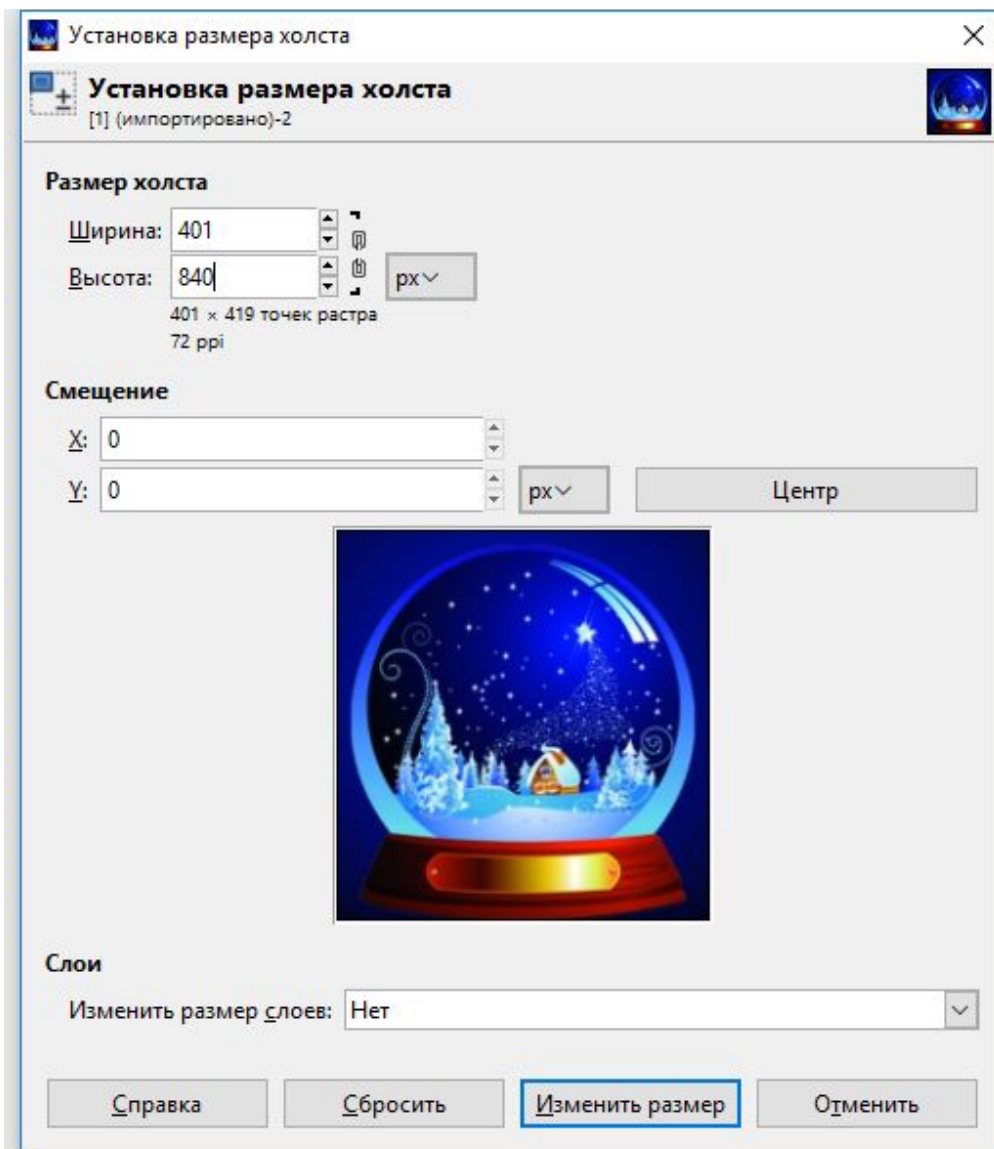 Установка размера холста
Установка размера холста
[1] (импортировано)-2
Размер холста
Ширина: 401
Высота: 840 px
401 × 419 точек растра
72 ppi
Смещение
X: 0
Y: 0 px Центр
Слои
Изменить размер слоев: Нет
Справка Сбросить Изменить размер Отменить